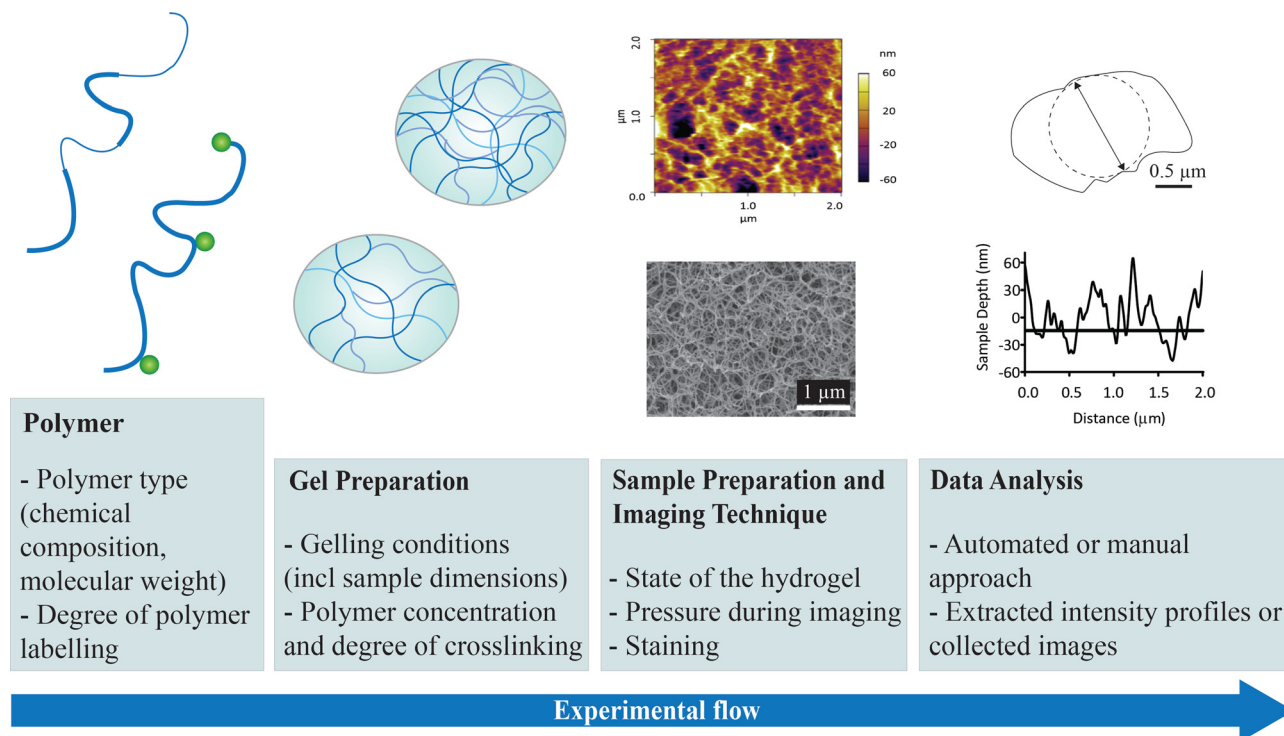 2.0
μm
1.0
0.0
1.0
2.0
μm
nm
60
20
-20
-60
0.5 μm
1 μm
Sample Depth (nm)
60
30
0
-30
-60
0.0 0.5 1.0 1.5 2.0
Distance (μm)
Polymer
- Polymer type
(chemical
composition,
molecular weight)
- Degree of polymer
labelling
Gel Preparation
- Gelling conditions
(incl sample dimensions)
- Polymer concentration
and degree of crosslinking
Sample Preparation and
Imaging Technique
- State of the hydrogel
- Pressure during imaging
- Staining
Data Analysis
- Automated or manual
approach
- Extracted intensity profiles or
collected images
Experimental flow